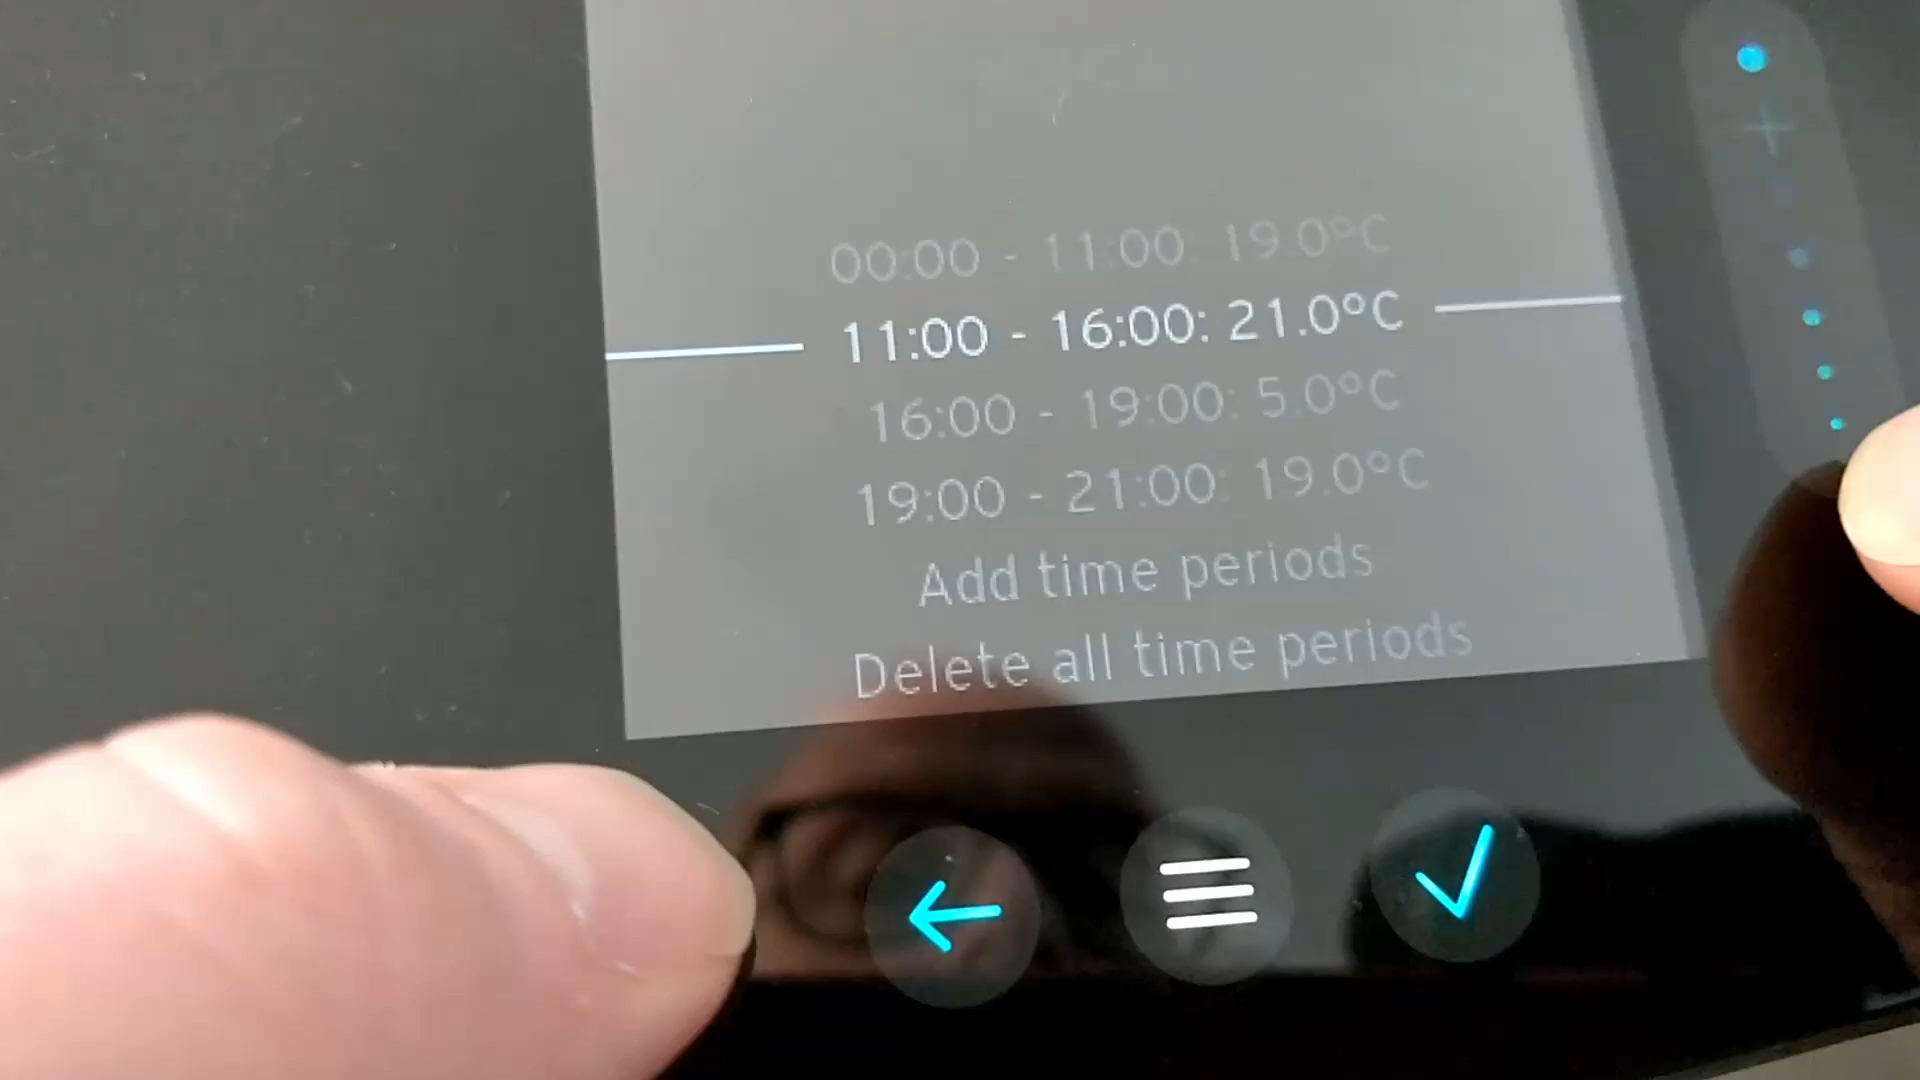 00:00 - 11:00: 19.0°C
11:00 - 16:00: 21.0°C
16:00 - 19:00: 5.0°C
19:00 - 21:00: 19.0°C
Add time periods
Delete all time periods